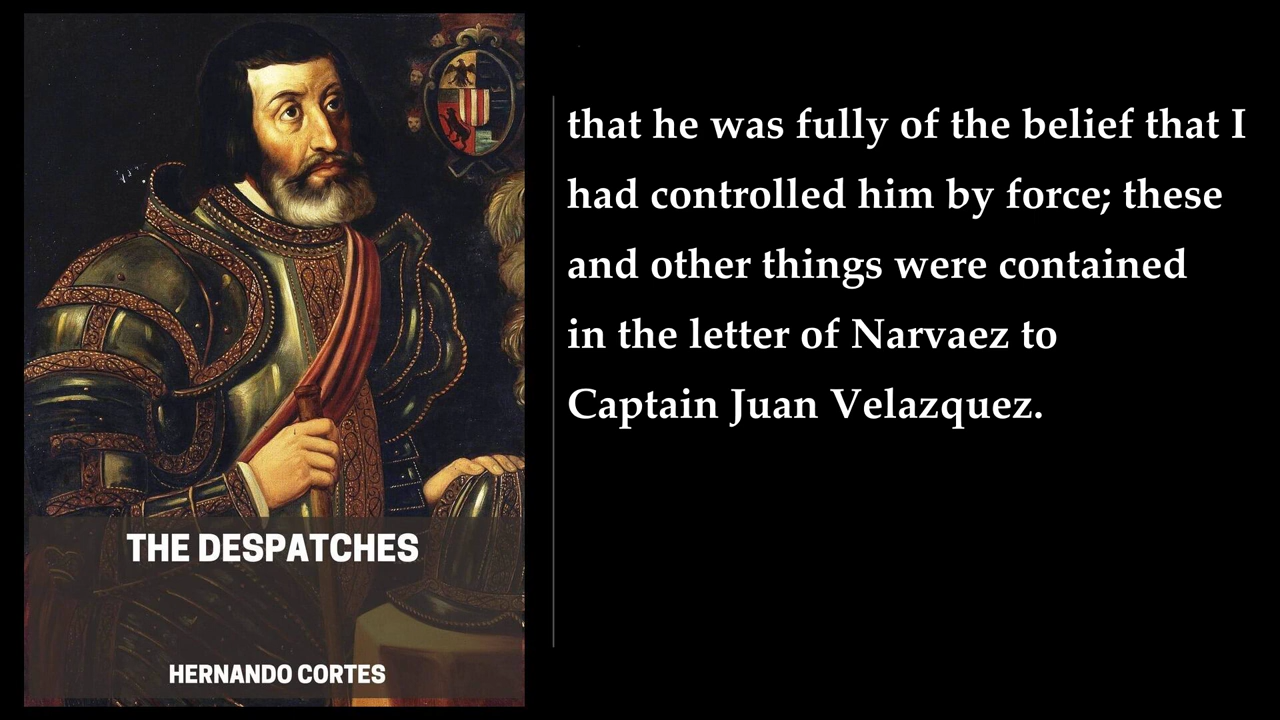 THE DESPATCHES
HERNANDO CORTES
that he was fully of the belief that I
had controlled him by force; these
and other things were contained
in the letter of Narvaez to
Captain Juan Velazquez.